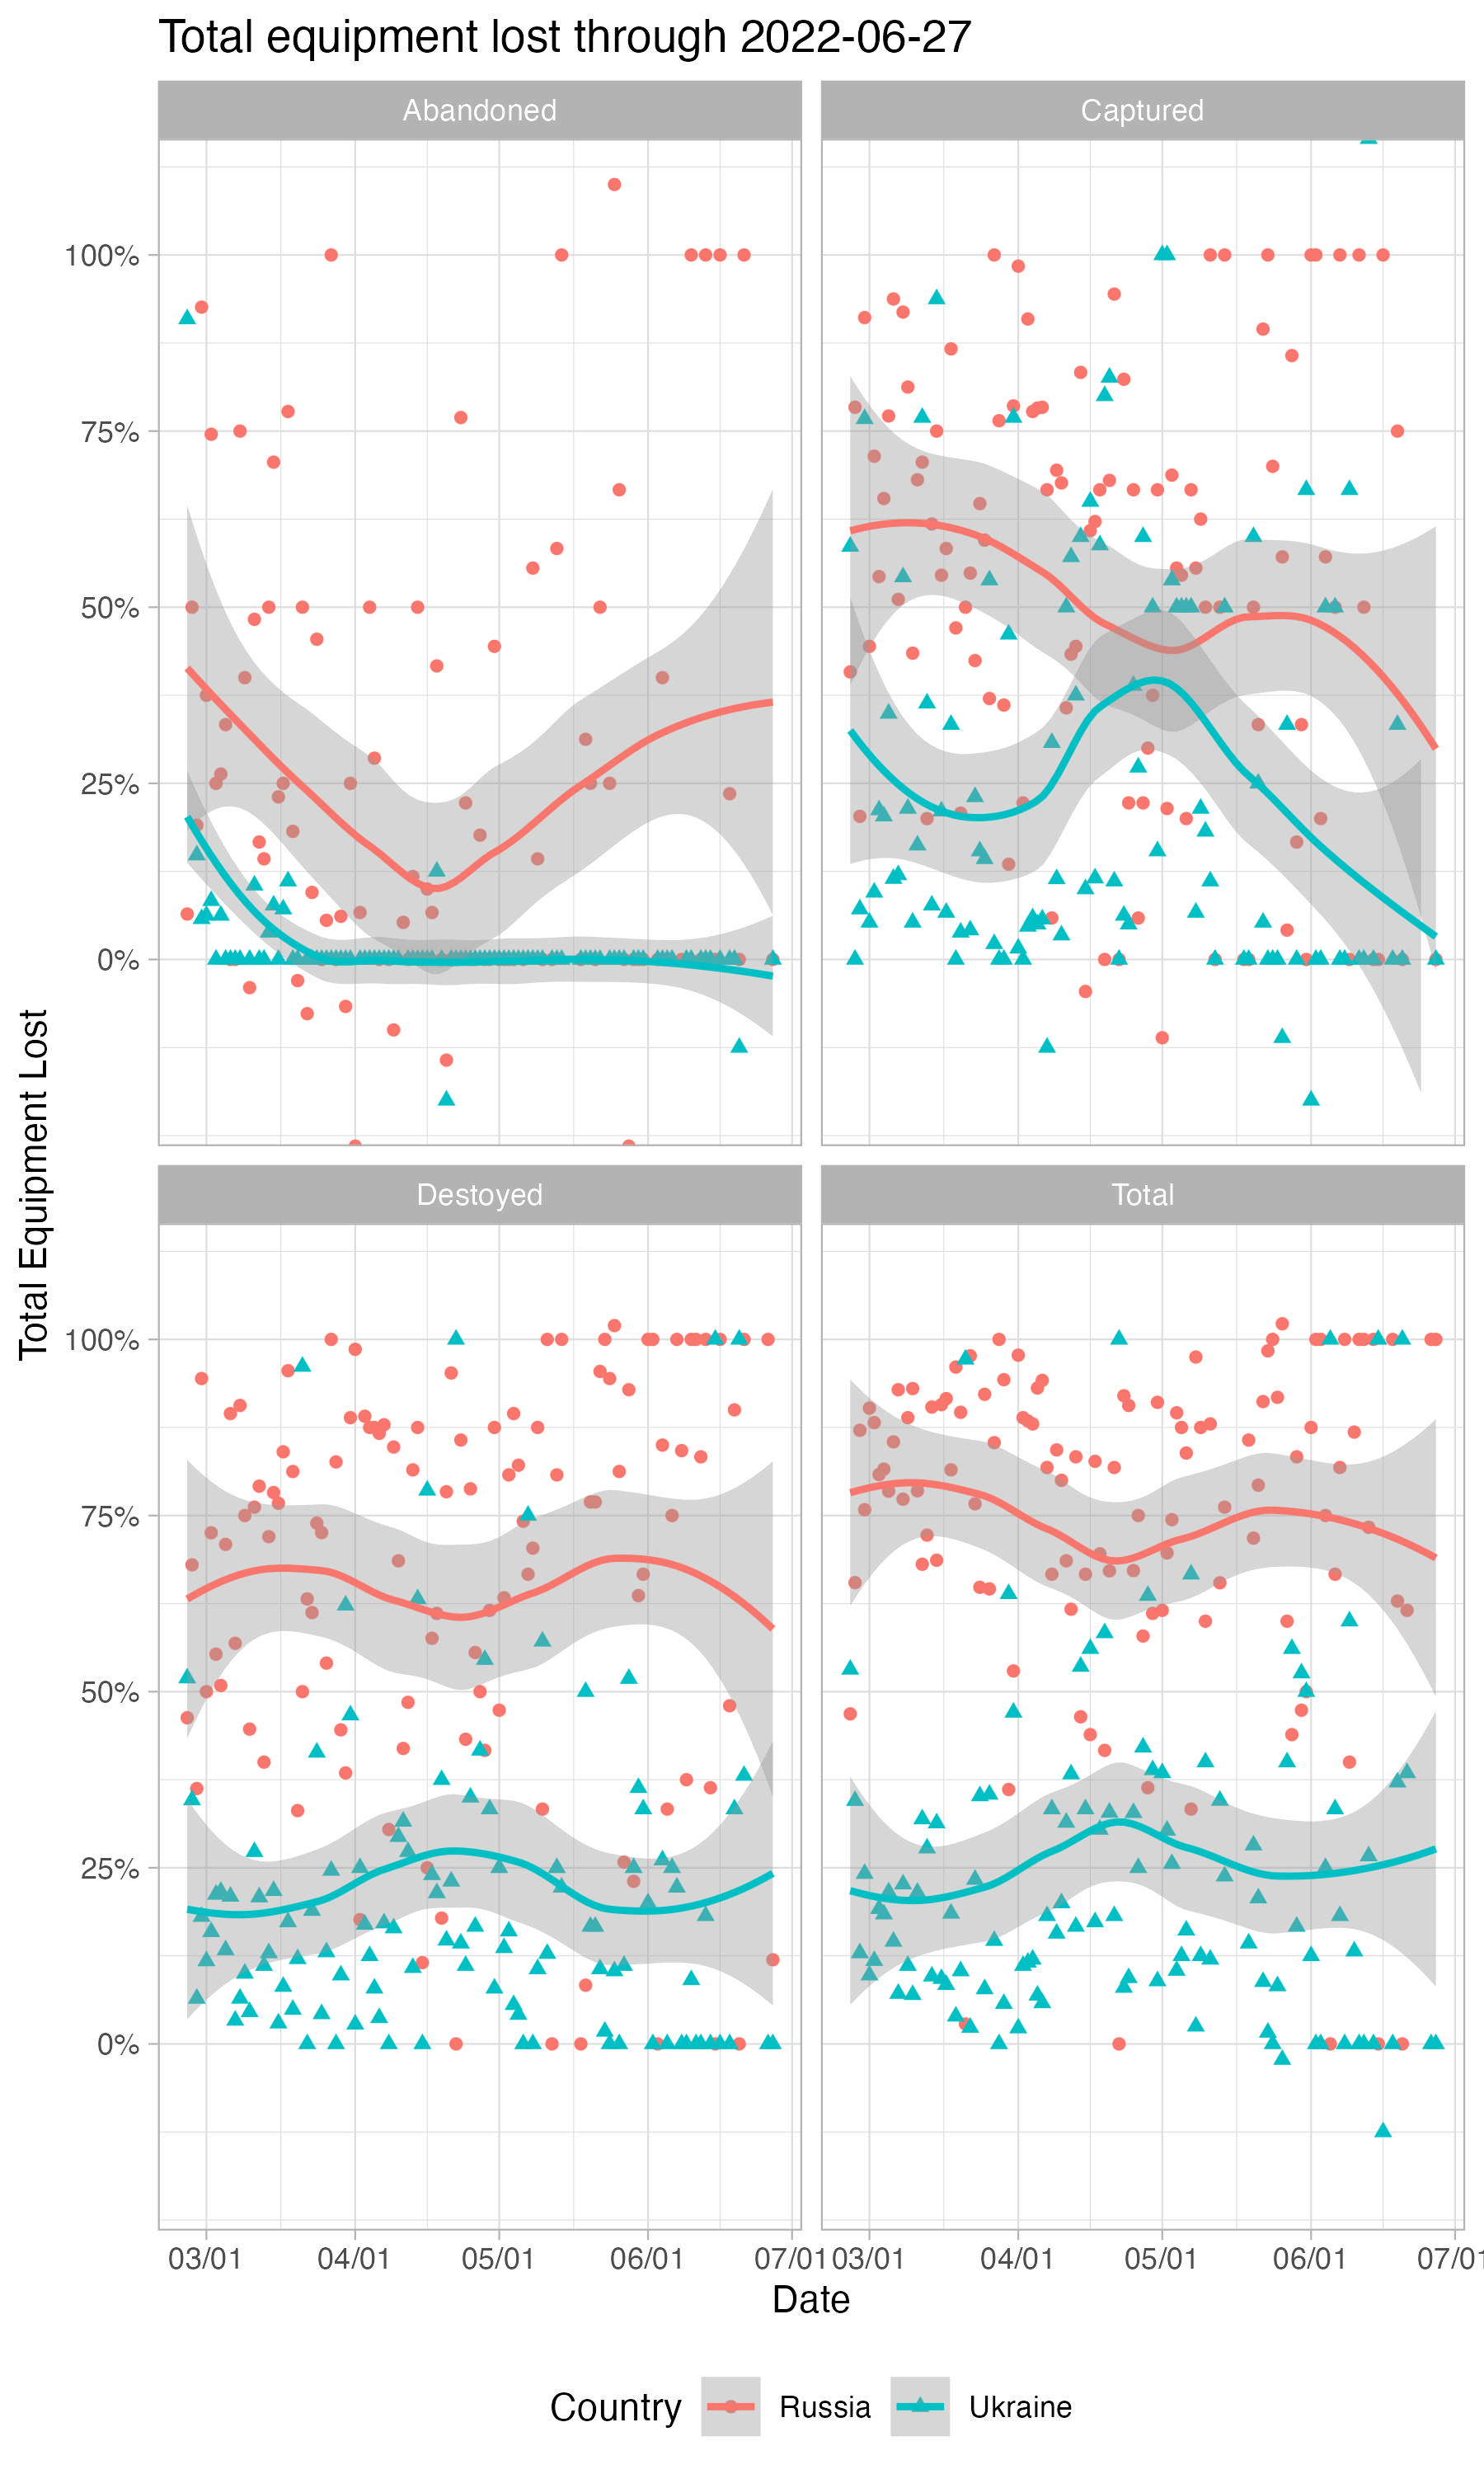 Total equipment lost through 2022-06-27
Abandoned
Captured
100%
75%
50%
25%
0%
Total Equipment Lost
Destoyed
Total
100%
75%
50%
25%
0%
03/01 04/01 05/01 06/01 07/01
03/01 04/01 05/01 06/01 07/01
Date
Country Russia Ukraine